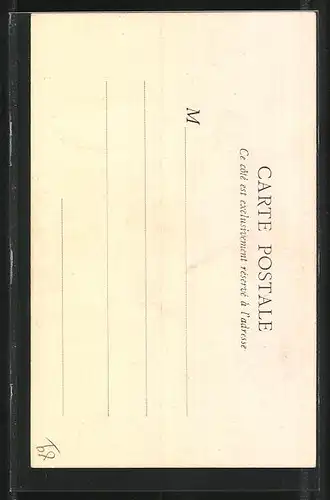 CARTE POSTALE
Ce côté est exclusivement réservé à l'adresse
M